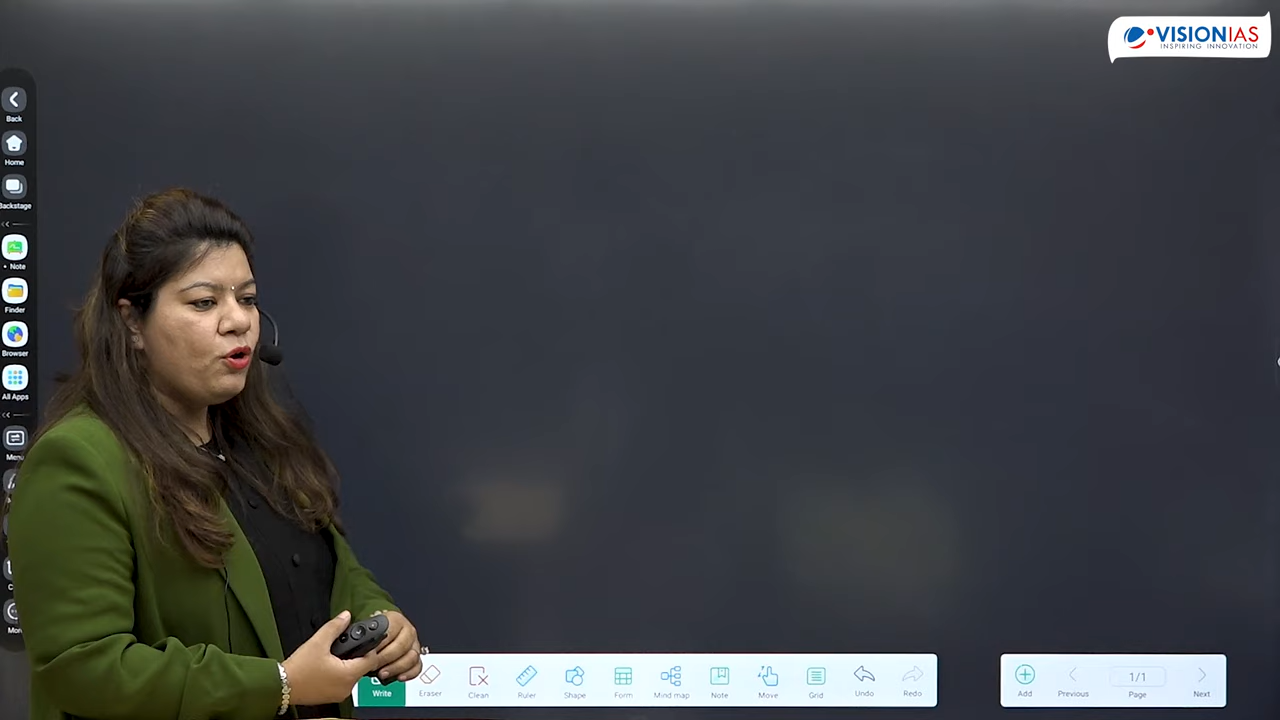 VISIONIAS
INSPIRING INNOVATION
Back
Home
Backstage
Note
Finder
Browser
All Apps
Menu
Write
Eraser
Clean
Ruler
Shape
Form
Mind map
Note
Move
Grid
Undo
Redo
Add
Previous
1/1
Page
Next